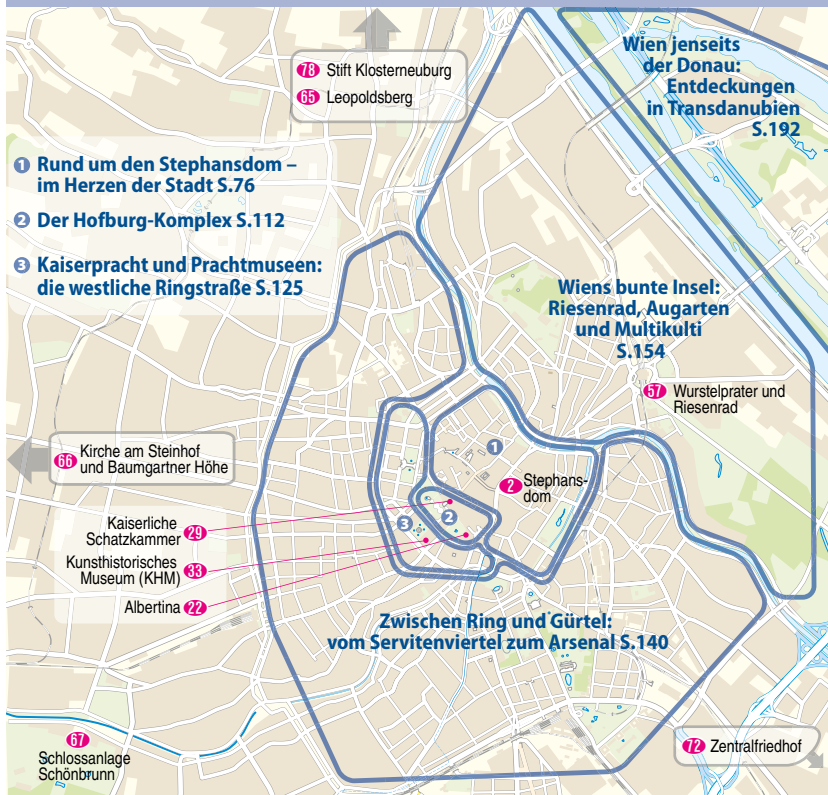 78 Stift Klosterneuburg
65 Leopoldsberg
Wien jenseits
der Donau:
Entdeckungen
in Transdanubien
S.192
1 Rund um den Stephansdom –
im Herzen der Stadt S.76
2 Der Hofburg-Komplex S.112
3 Kaiserpracht und Prachtmuseen:
die westliche Ringstraße S.125
Wiens bunte Insel:
Riesenrad, Augarten
und Multikulti
S.154
57 Wurstelprater und
Riesenrad
66 Kirche am Steinhof
und Baumgartner Höhe
1
2 Stephans-
dom
3
2
Kaiserliche
Schatzkammer 29
Kunsthistorisches
Museum (KHM) 33
Albertina 22
Zwischen Ring und Gürtel:
vom Servitenviertel zum Arsenal S.140
67
Schlossanlage
Schönbrunn
72 Zentralfriedhof